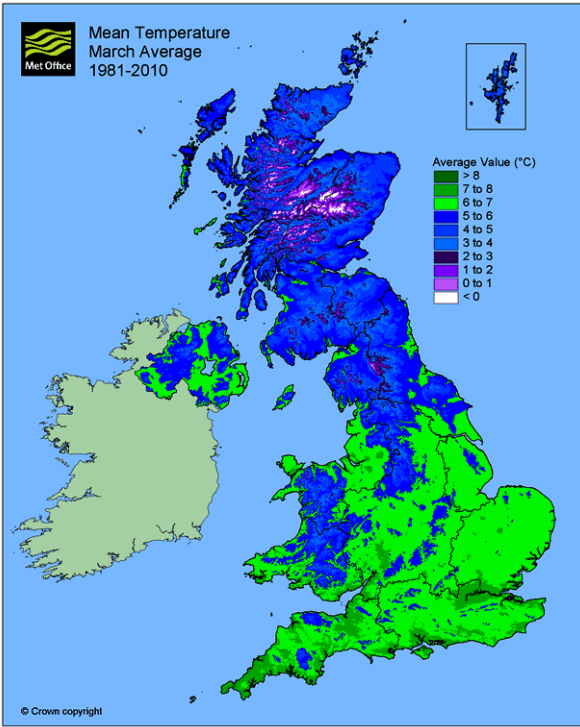 Met Office
Mean Temperature
March Average
1981-2010
Average Value (°C)
> 8
7 to 8
6 to 7
5 to 6
4 to 5
3 to 4
2 to 3
1 to 2
0 to 1
< 0
© Crown copyright